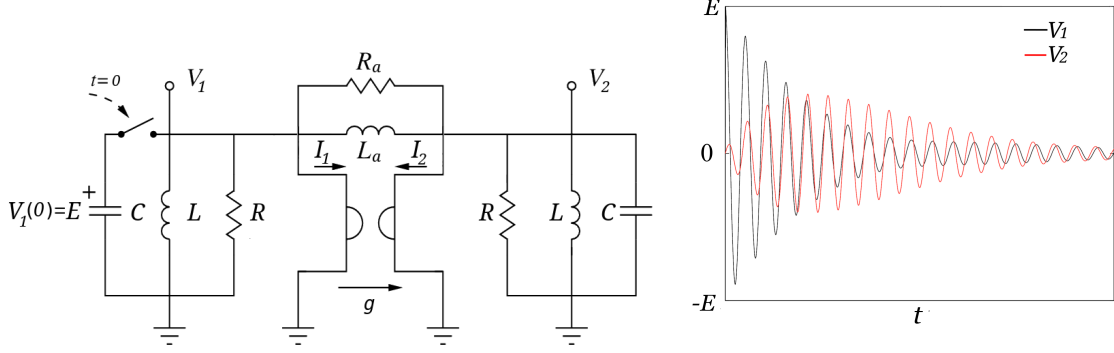 t=0
V1
Ra
V2
I1
La
I2
V1(0)=E
+
C
L
R
R
L
C
g
E
0
-E
V1
V2
t